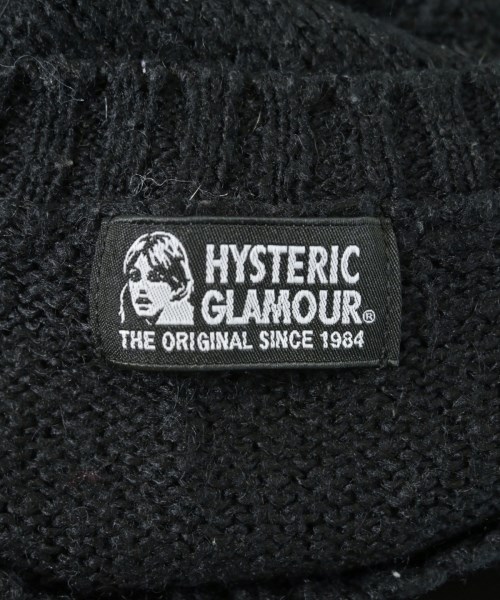 HYSTERIC
GLAMOUR®
THE ORIGINAL SINCE 1984